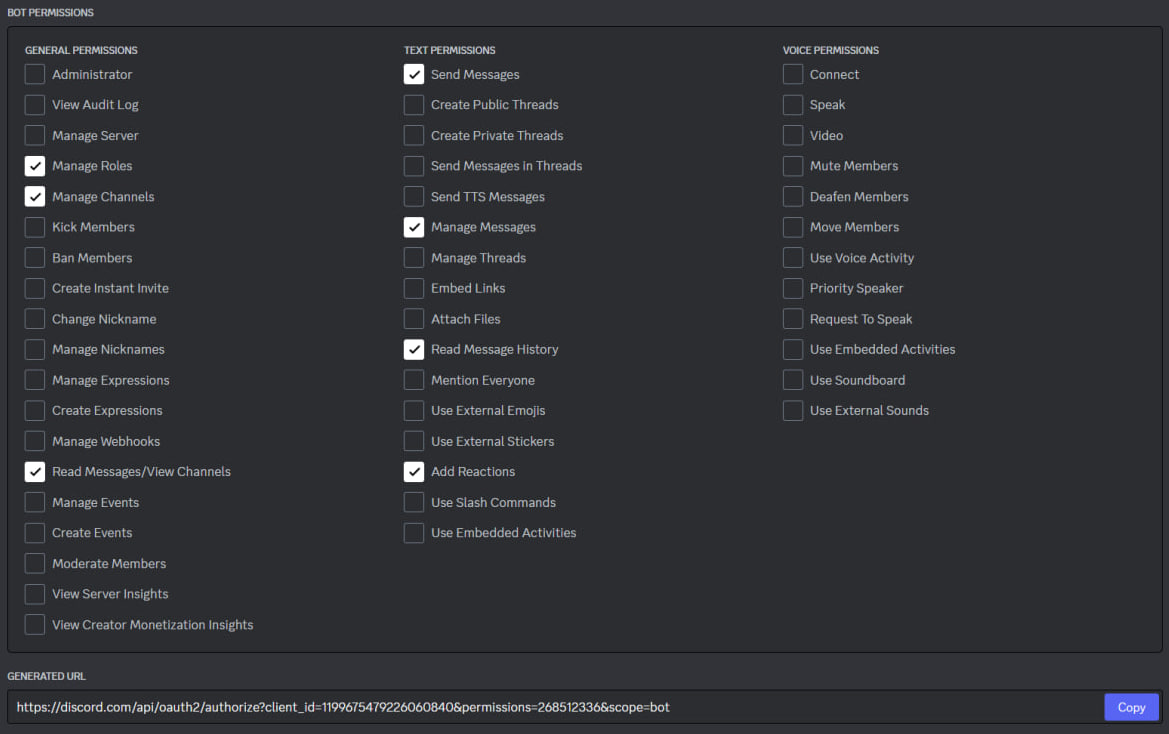 BOT PERMISSIONS
GENERAL PERMISSIONS
Administrator
View Audit Log
Manage Server
Manage Roles
Manage Channels
Kick Members
Ban Members
Create Instant Invite
Change Nickname
Manage Nicknames
Manage Expressions
Create Expressions
Manage Webhooks
Read Messages/View Channels
Manage Events
Create Events
Moderate Members
View Server Insights
View Creator Monetization Insights
TEXT PERMISSIONS
Send Messages
Create Public Threads
Create Private Threads
Send Messages in Threads
Send TTS Messages
Manage Messages
Manage Threads
Embed Links
Attach Files
Read Message History
Mention Everyone
Use External Emojis
Use External Stickers
Add Reactions
Use Slash Commands
Use Embedded Activities
VOICE PERMISSIONS
Connect
Speak
Video
Mute Members
Deafen Members
Move Members
Use Voice Activity
Priority Speaker
Request To Speak
Use Embedded Activities
Use Soundboard
Use External Sounds
GENERATED URL
https://discord.com/api/oauth2/authorize?client_id=1199675479226060840&permissions=268512336&scope=bot
Copy